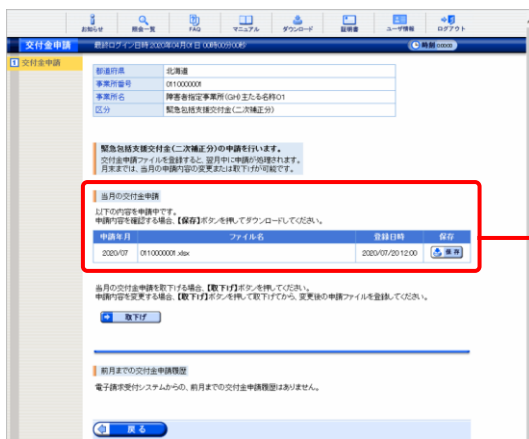 お知らせ 照会一覧 FAQ マニュアル ダウンロード 証明書 ユーザ情報 ログアウト
交付金申請 最終ログイン日時:2020年04月01日 00時00分00秒 時刻 00:00
1 交付金申請
都道府県 北海道
事業所番号 0110000001
事業所名 障害者指定事業所(GH)主たる名称01
区分 緊急包括支援交付金(二次補正分)
緊急包括支援交付金(二次補正分)の申請を行います。
交付金申請ファイルを登録すると、翌月中に申請が処理されます。
月末までは、当月の申請内容の変更または取下げが可能です。
当月の交付金申請
以下の内容を申請中です。
申請内容を確認する場合、【保存】ボタンを押してダウンロードしてください。
申請年月 ファイル名 登録日時 保存
2020/07 0110000001.xlsx 2020/07/20 12:00 保存
当月の交付金申請を取下げる場合、【取下げ】ボタンを押してください。
申請内容を変更する場合、【取下げ】ボタンを押して取下げてから、変更後の申請ファイルを登録してください。
取下げ
前月までの交付金申請履歴
電子請求受付システムからの、前月までの交付金申請履歴はありません。
戻る